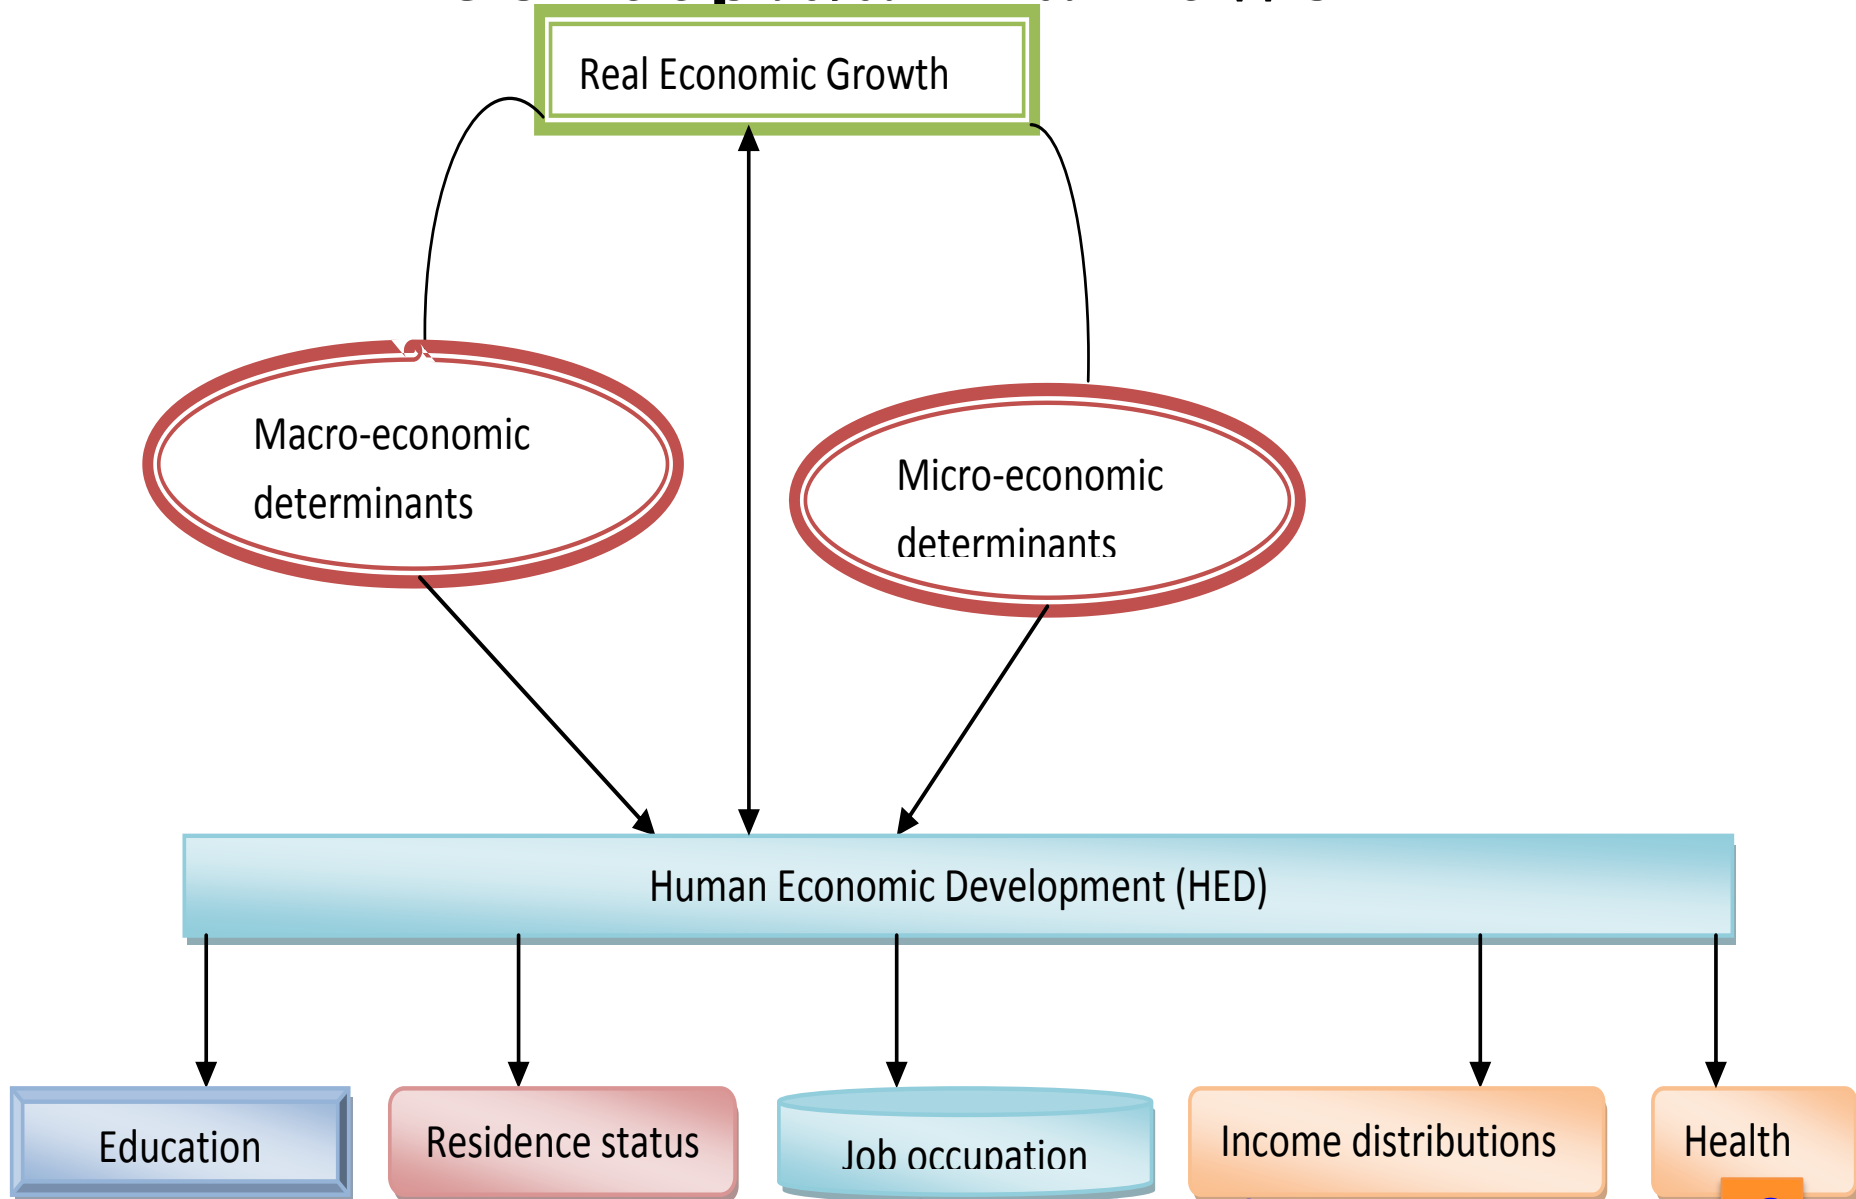 Real Economic Growth
Macro-economic
determinants
Micro-economic
determinants
Human Economic Development (HED)
Education
Residence status
Job occupation
Income distributions
Health